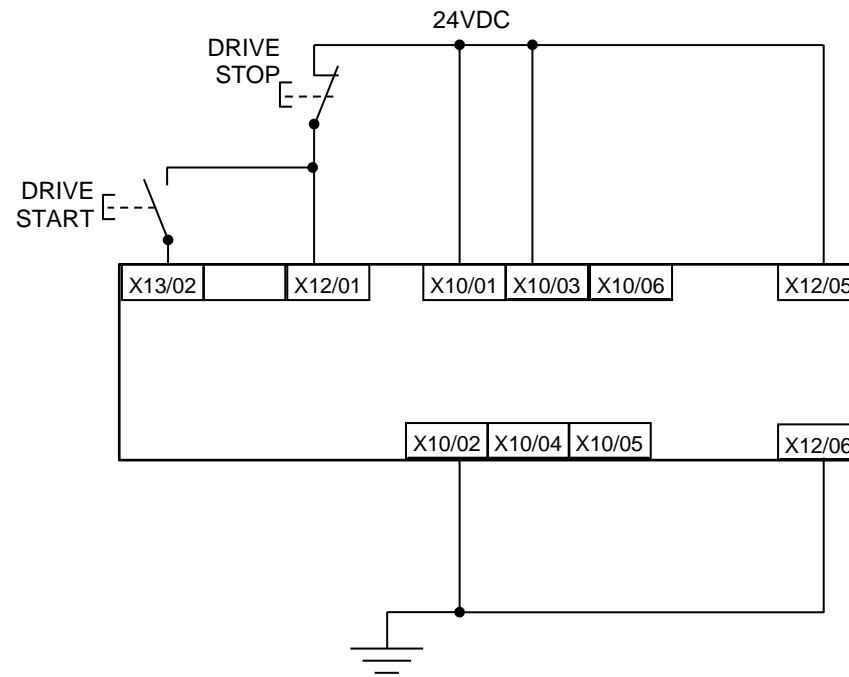 24VDC
DRIVE
STOP
DRIVE
START
X13/02
X12/01
X10/01
X10/03
X10/06
X12/05
X10/02
X10/04
X10/05
X12/06